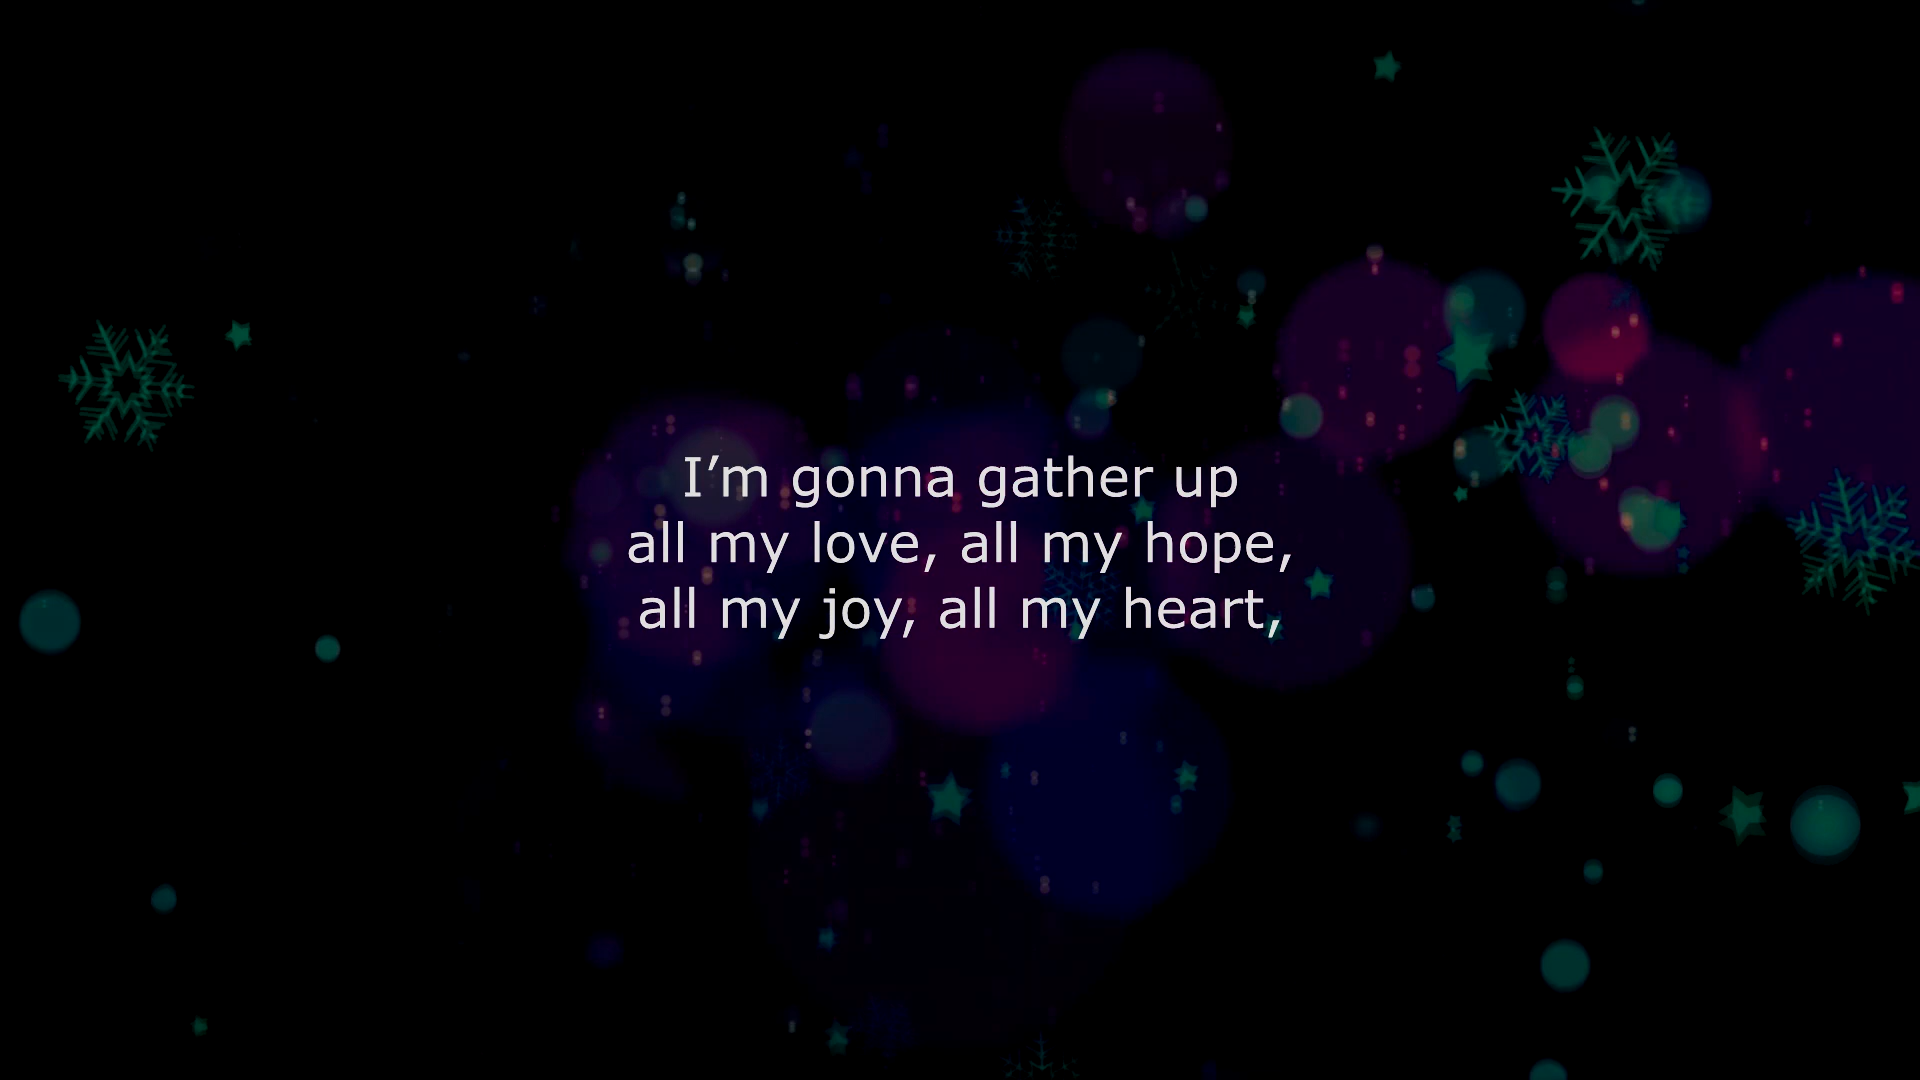 I’m gonna gather up
all my love, all my hope,
all my joy, all my heart,